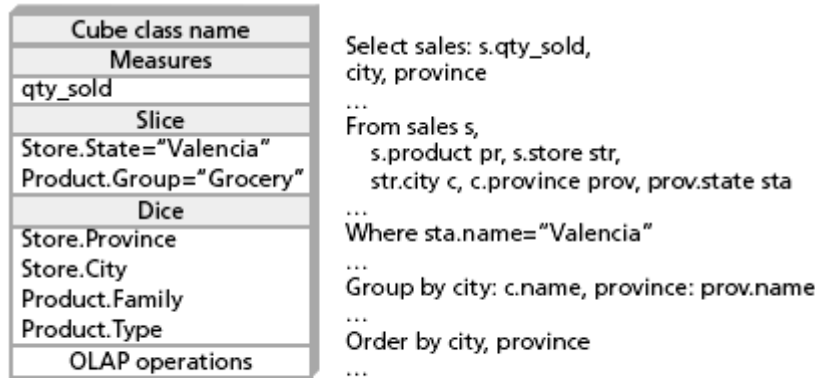 Cube class name
Measures
qty_sold
Slice
Store.State="Valencia"
Product.Group="Grocery"
Dice
Store.Province
Store.City
Product.Family
Product.Type
OLAP operations
Select sales: s.qty_sold,
city, province
...
From sales s,
s.product pr, s.store str,
str.city c, c.province prov, prov.state sta
...
Where sta.name="Valencia"
...
Group by city: c.name, province: prov.name
...
Order by city, province
...